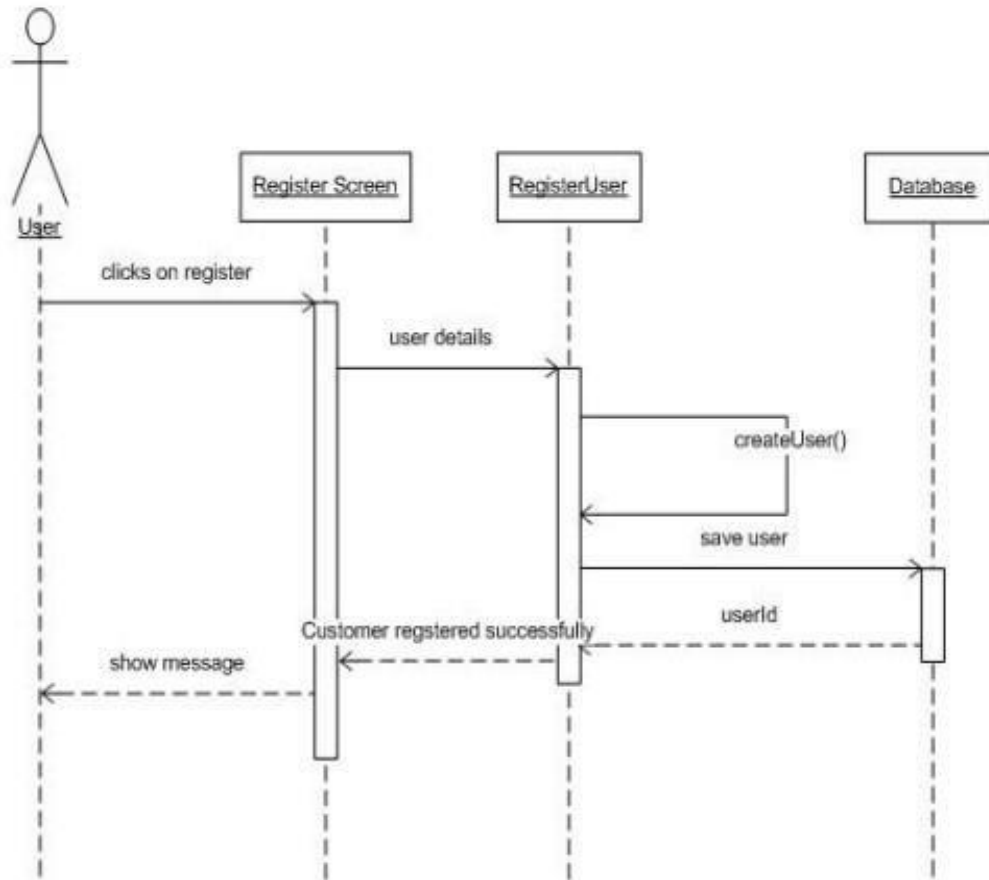 User
Register Screen
RegisterUser
Database
clicks on register
user details
createUser()
save user
userId
Customer regstered successfully
show message